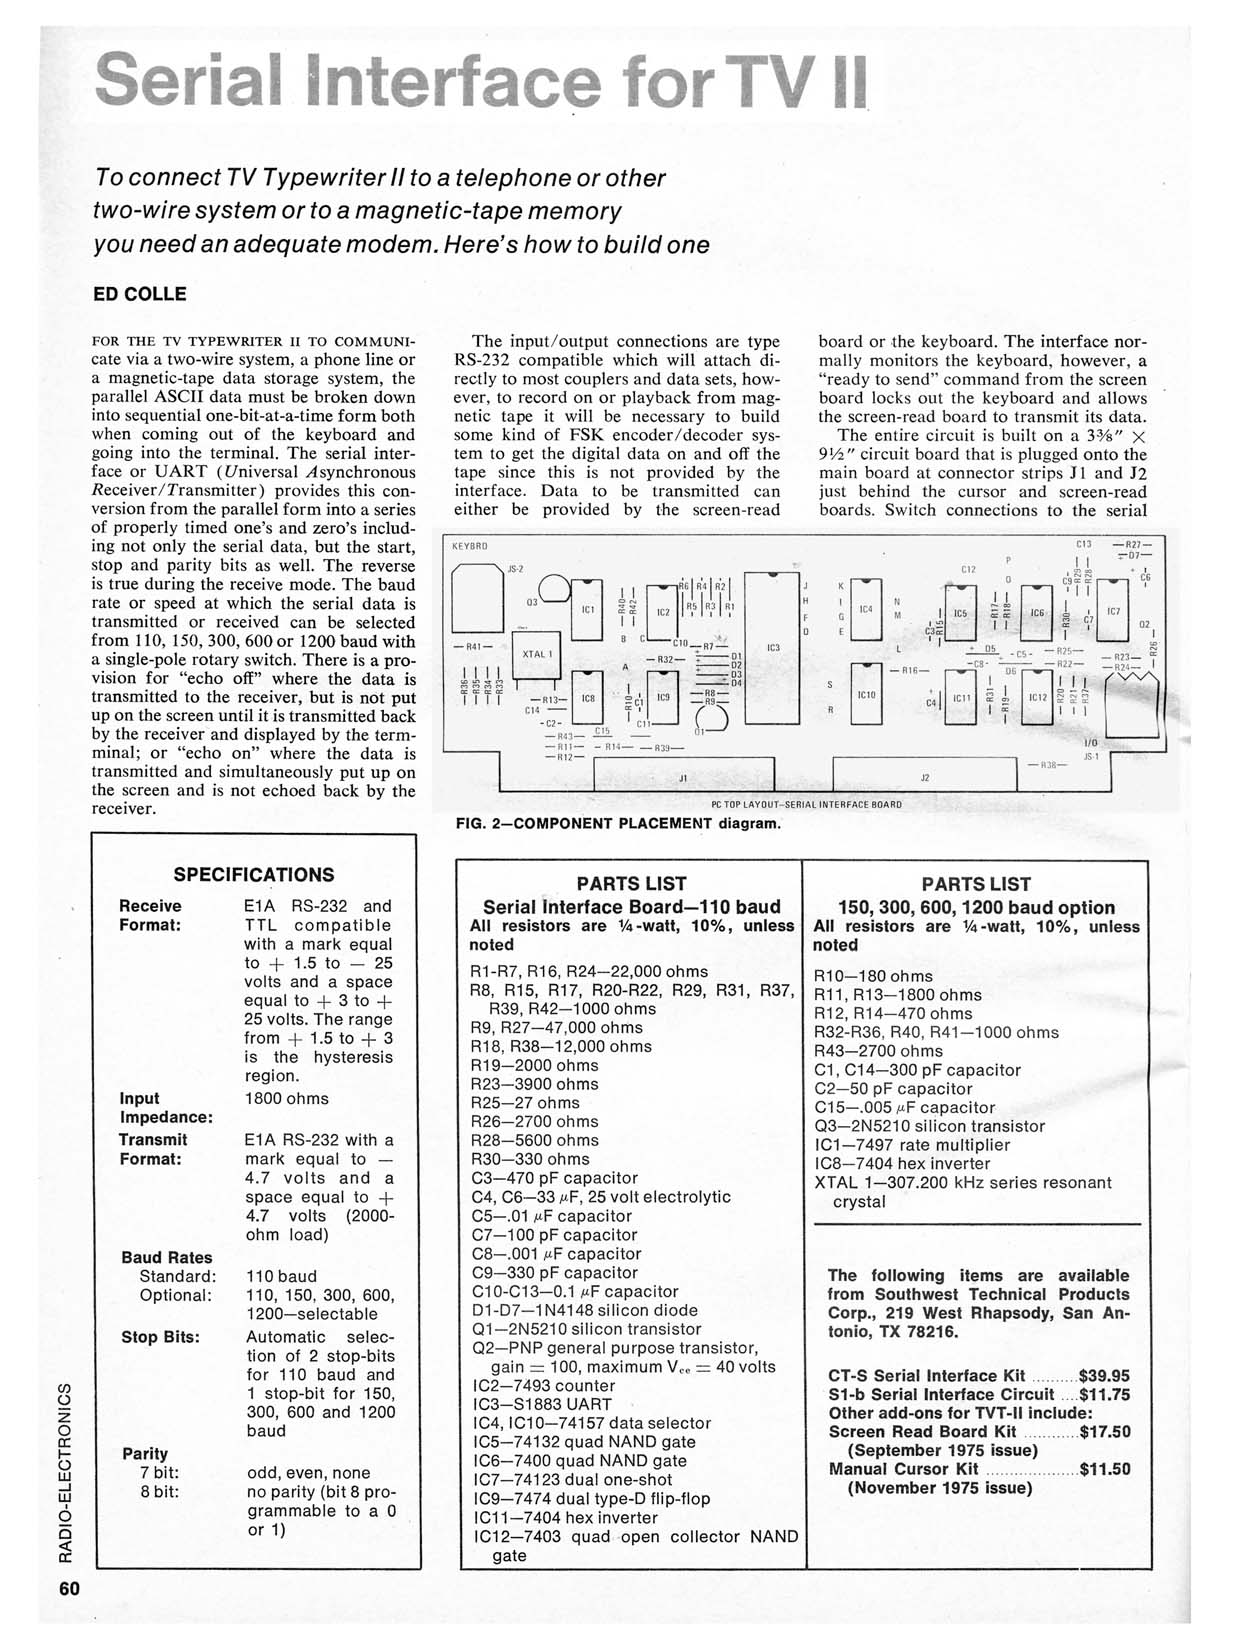 Serial Interface for TV II
To connect TV Typewriter II to a telephone or other
two-wire system or to a magnetic-tape memory
you need an adequate modem. Here's how to build one
ED COLLE
FOR THE TV TYPEWRITER II TO COMMUNI-
cate via a two-wire system, a phone line or
a magnetic-tape data storage system, the
parallel ASCII data must be broken down
into sequential one-bit-at-a-time form both
when coming out of the keyboard and
going into the terminal. The serial inter-
face or UART (Universal Asynchronous
Receiver/Transmitter) provides this con-
version from the parallel form into a series
of properly timed one's and zero's includ-
ing not only the serial data, but the start,
stop and parity bits as well. The reverse
is true during the receive mode. The baud
rate or speed at which the serial data is
transmitted or received can be selected
from 110, 150, 300, 600 or 1200 baud with
a single-pole rotary switch. There is a pro-
vision for "echo off" where the data is
transmitted to the receiver, but is not put
up on the screen until it is transmitted back
by the receiver and displayed by the term-
minal; or "echo on" where the data is
transmitted and simultaneously put up on
the screen and is not echoed back by the
receiver.
The input/output connections are type
RS-232 compatible which will attach di-
rectly to most couplers and data sets, how-
ever, to record on or playback from mag-
netic tape it will be necessary to build
some kind of FSK encoder/decoder sys-
tem to get the digital data on and off the
tape since this is not provided by the
interface. Data to be transmitted can
either be provided by the screen-read
board or the keyboard. The interface nor-
mally monitors the keyboard, however, a
"ready to send" command from the screen
board locks out the keyboard and allows
the screen-read board to transmit its data.
The entire circuit is built on a 3⅜" ×
9½" circuit board that is plugged onto the
main board at connector strips J1 and J2
just behind the cursor and screen-read
boards. Switch connections to the serial
KEYBRD
JS-2
Q3
IC1
R40
R42
B C
IC2
R6 R4 R2
R5 R3 R1
C10
R7
IC3
J
H
F
D
K
I
G
E
IC4
N
M
L
C12
P
O
C3
R15
IC5
R17
R18
IC6
C13
R27
D7
C9
R29
R28
C6
R30
C7
IC7
Q2
R26
R41
XTAL 1
A
R32
D1
D2
D3
D4
D5
C5
R25
C8
R22
R23
R24
R16
D6
R36
R35
R34
R33
R13
C14
C2
IC8
R10
C1
IC9
R8
R9
Q1
S
R
IC10
C4
IC11
R31
R19
IC12
R20
R21
R37
C15
C11
R43
R11
R14
R39
R12
J1
J2
R38
I/O
JS-1
PC TOP LAYOUT–SERIAL INTERFACE BOARD
FIG. 2—COMPONENT PLACEMENT diagram.
SPECIFICATIONS
Receive E1A RS-232 and
Format: TTL compatible
with a mark equal
to + 1.5 to — 25
volts and a space
equal to + 3 to +
25 volts. The range
from + 1.5 to + 3
is the hysteresis
region.
Input 1800 ohms
Impedance:
Transmit E1A RS-232 with a
Format: mark equal to —
4.7 volts and a
space equal to +
4.7 volts (2000-
ohm load)
Baud Rates
Standard: 110 baud
Optional: 110, 150, 300, 600,
1200—selectable
Stop Bits: Automatic selec-
tion of 2 stop-bits
for 110 baud and
1 stop-bit for 150,
300, 600 and 1200
baud
Parity
7 bit: odd, even, none
8 bit: no parity (bit 8 pro-
grammable to a 0
or 1)
PARTS LIST
Serial Interface Board—110 baud
All resistors are ¼-watt, 10%, unless
noted
R1-R7, R16, R24—22,000 ohms
R8, R15, R17, R20-R22, R29, R31, R37,
R39, R42—1000 ohms
R9, R27—47,000 ohms
R18, R38—12,000 ohms
R19—2000 ohms
R23—3900 ohms
R25—27 ohms
R26—2700 ohms
R28—5600 ohms
R30—330 ohms
C3—470 pF capacitor
C4, C6—33 µF, 25 volt electrolytic
C5—.01 µF capacitor
C7—100 pF capacitor
C8—.001 µF capacitor
C9—330 pF capacitor
C10-C13—0.1 µF capacitor
D1-D7—1N4148 silicon diode
Q1—2N5210 silicon transistor
Q2—PNP general purpose transistor,
gain = 100, maximum Vce = 40 volts
IC2—7493 counter
IC3—S1883 UART
IC4, IC10—74157 data selector
IC5—74132 quad NAND gate
IC6—7400 quad NAND gate
IC7—74123 dual one-shot
IC9—7474 dual type-D flip-flop
IC11—7404 hex inverter
IC12—7403 quad open collector NAND
gate
PARTS LIST
150, 300, 600, 1200 baud option
All resistors are ¼-watt, 10%, unless
noted
R10—180 ohms
R11, R13—1800 ohms
R12, R14—470 ohms
R32-R36, R40, R41—1000 ohms
R43—2700 ohms
C1, C14—300 pF capacitor
C2—50 pF capacitor
C15—.005 µF capacitor
Q3—2N5210 silicon transistor
IC1—7497 rate multiplier
IC8—7404 hex inverter
XTAL 1—307.200 kHz series resonant
crystal
The following items are available
from Southwest Technical Products
Corp., 219 West Rhapsody, San An-
tonio, TX 78216.
CT-S Serial Interface Kit ..........$39.95
S1-b Serial Interface Circuit ....$11.75
Other add-ons for TVT-II include:
Screen Read Board Kit ............$17.50
(September 1975 issue)
Manual Cursor Kit ....................$11.50
(November 1975 issue)
RADIO-ELECTRONICS
60